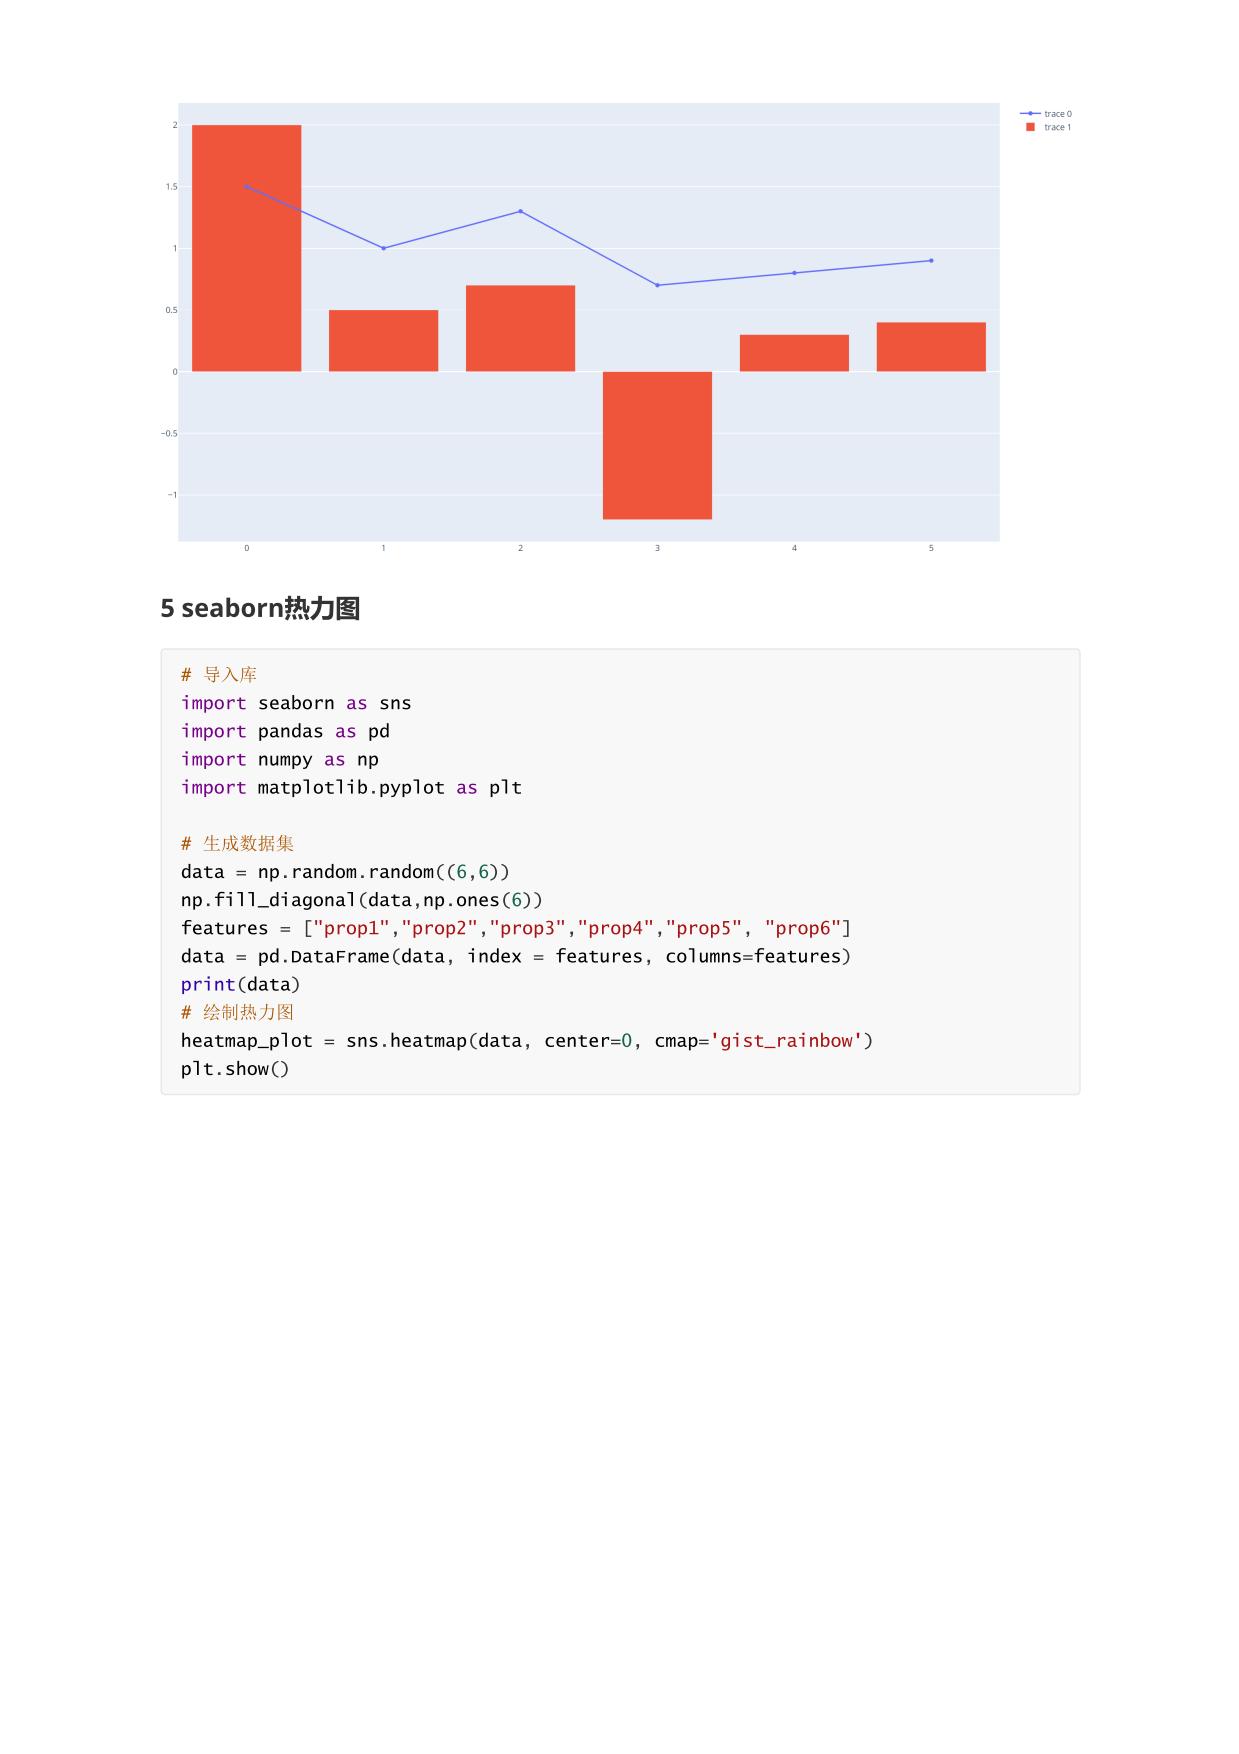 2
1.5
1
0.5
0
−0.5
−1
0 1 2 3 4 5
trace 0
trace 1
5 seaborn热力图
# 导入库
import seaborn as sns
import pandas as pd
import numpy as np
import matplotlib.pyplot as plt
# 生成数据集
data = np.random.random((6,6))
np.fill_diagonal(data,np.ones(6))
features = ["prop1","prop2","prop3","prop4","prop5", "prop6"]
data = pd.DataFrame(data, index = features, columns=features)
print(data)
# 绘制热力图
heatmap_plot = sns.heatmap(data, center=0, cmap='gist_rainbow')
plt.show()